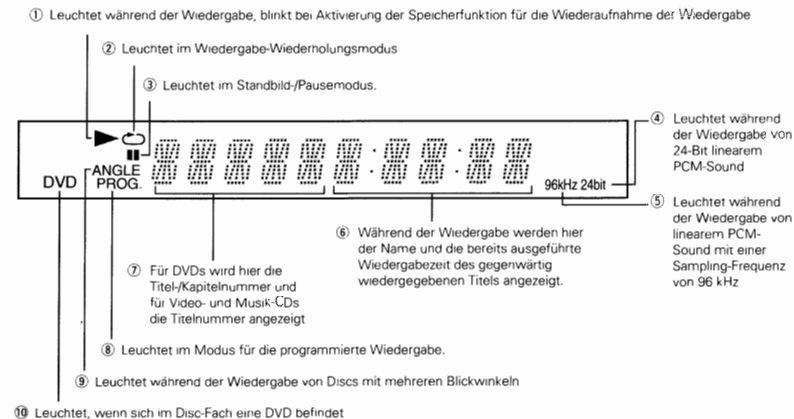 ① Leuchtet während der Wiedergabe, blinkt bei Aktivierung der Speicherfunktion für die Wiederaufnahme der Wiedergabe
② Leuchtet im Wiedergabe-Wiederholungsmodus
③ Leuchtet im Standbild-/Pausemodus.
④ Leuchtet während
der Wiedergabe von
24-Bit linearem
PCM-Sound
ANGLE
DVD PROG.
96kHz 24bit
⑤ Leuchtet während
der Wiedergabe von
linearem PCM-
Sound mit einer
Sampling-Frequenz
von 96 kHz
⑥ Während der Wiedergabe werden hier
der Name und die bereits ausgeführte
Wiedergabezeit des gegenwärtig
wiedergegebenen Titels angezeigt.
⑦ Für DVDs wird hier die
Titel-/Kapitelnummer und
für Video- und Musik-CDs
die Titelnummer angezeigt
⑧ Leuchtet im Modus für die programmierte Wiedergabe.
⑨ Leuchtet während der Wiedergabe von Discs mit mehreren Blickwinkeln
⑩ Leuchtet, wenn sich im Disc-Fach eine DVD befindet